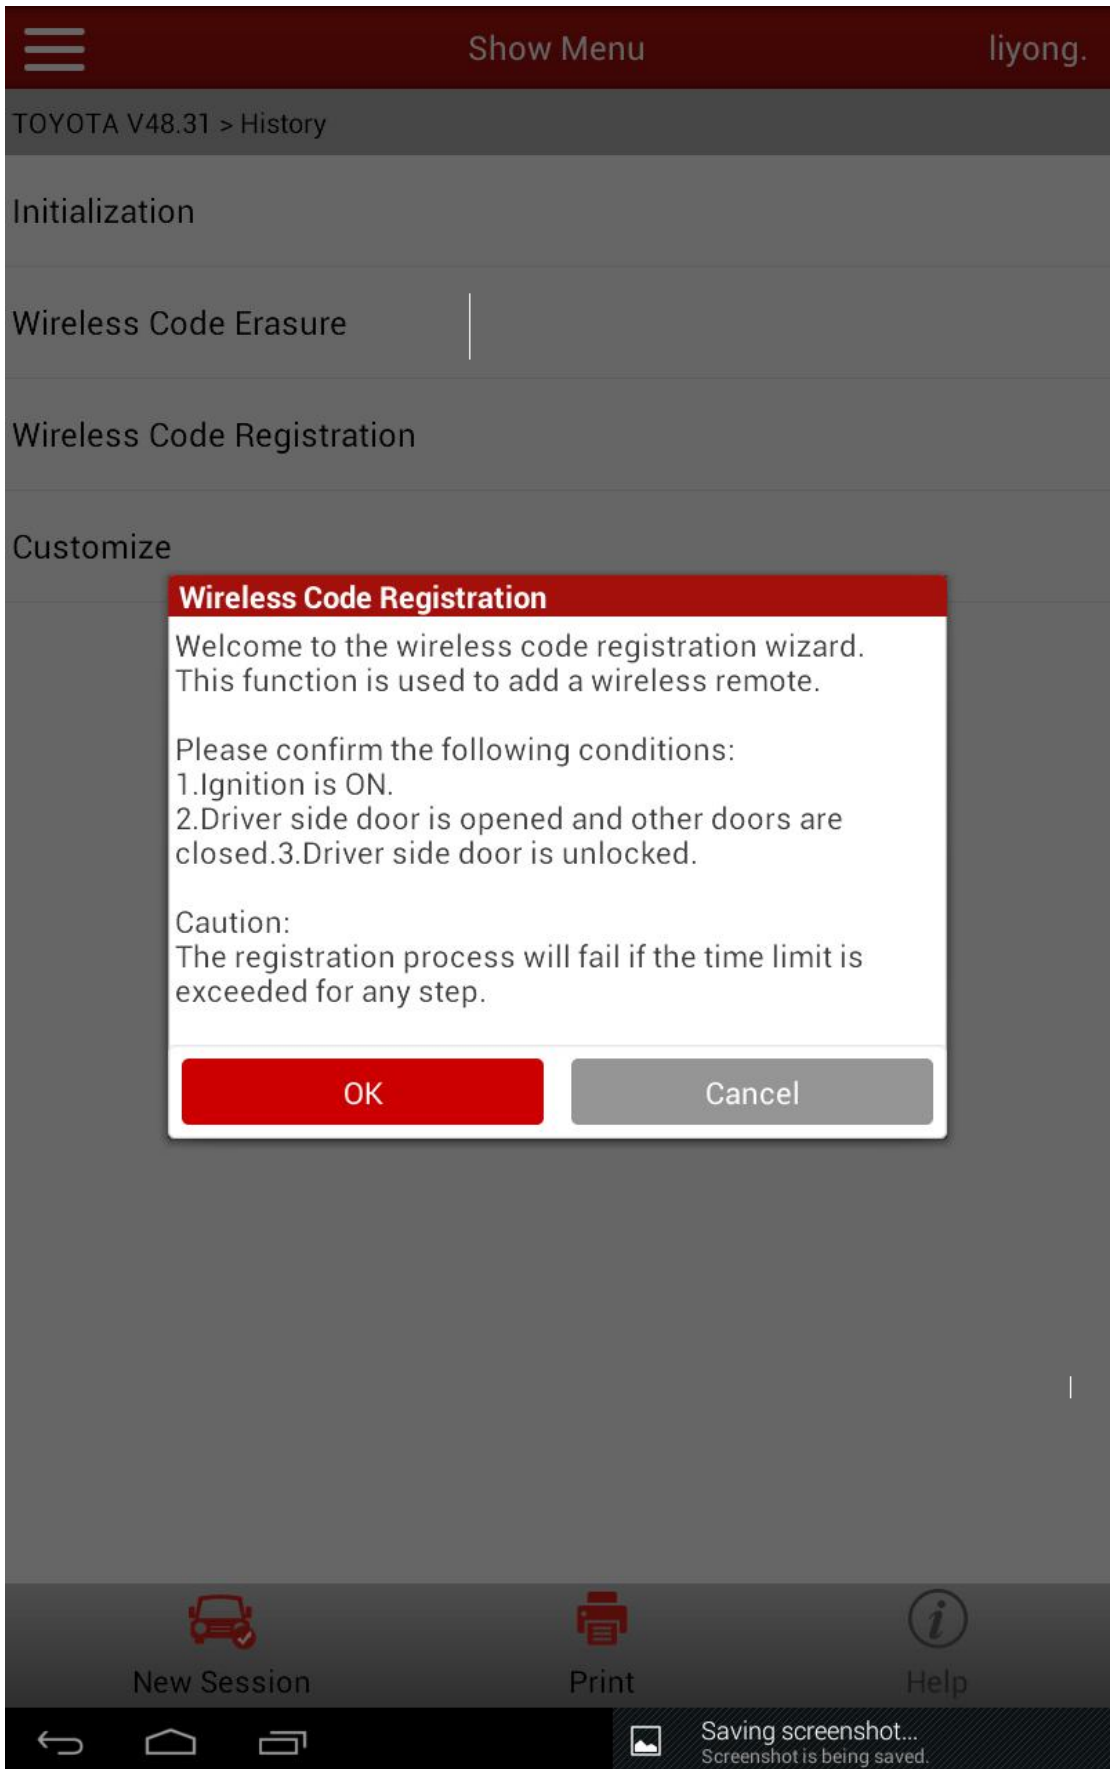 Show Menu
liyong.
TOYOTA V48.31 > History
Initialization
Wireless Code Erasure
Wireless Code Registration
Customize
Wireless Code Registration
Welcome to the wireless code registration wizard.
This function is used to add a wireless remote.
Please confirm the following conditions:
1.Ignition is ON.
2.Driver side door is opened and other doors are
closed.3.Driver side door is unlocked.
Caution:
The registration process will fail if the time limit is
exceeded for any step.
OK
Cancel
New Session
Print
Help
Saving screenshot...
Screenshot is being saved.